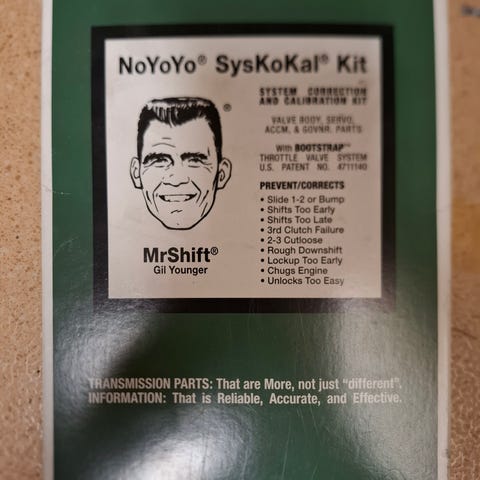 NoYoYo® SysKoKal® Kit
®
SYSTEM CORRECTION
AND CALIBRATION KIT
VALVE BODY, SERVO,
ACCM, & GOVNR. PARTS
With BOOTSTRAP™
THROTTLE VALVE SYSTEM
U.S. PATENT NO. 4711140
PREVENT/CORRECTS
• Slide 1-2 or Bump
• Shifts Too Early
• Shifts Too Late
• 3rd Clutch Failure
• 2-3 Cutloose
• Rough Downshift
• Lockup Too Early
• Chugs Engine
• Unlocks Too Easy
MrShift®
Gil Younger
TRANSMISSION PARTS: That are More, not just "different".
INFORMATION: That is Reliable, Accurate, and Effective.